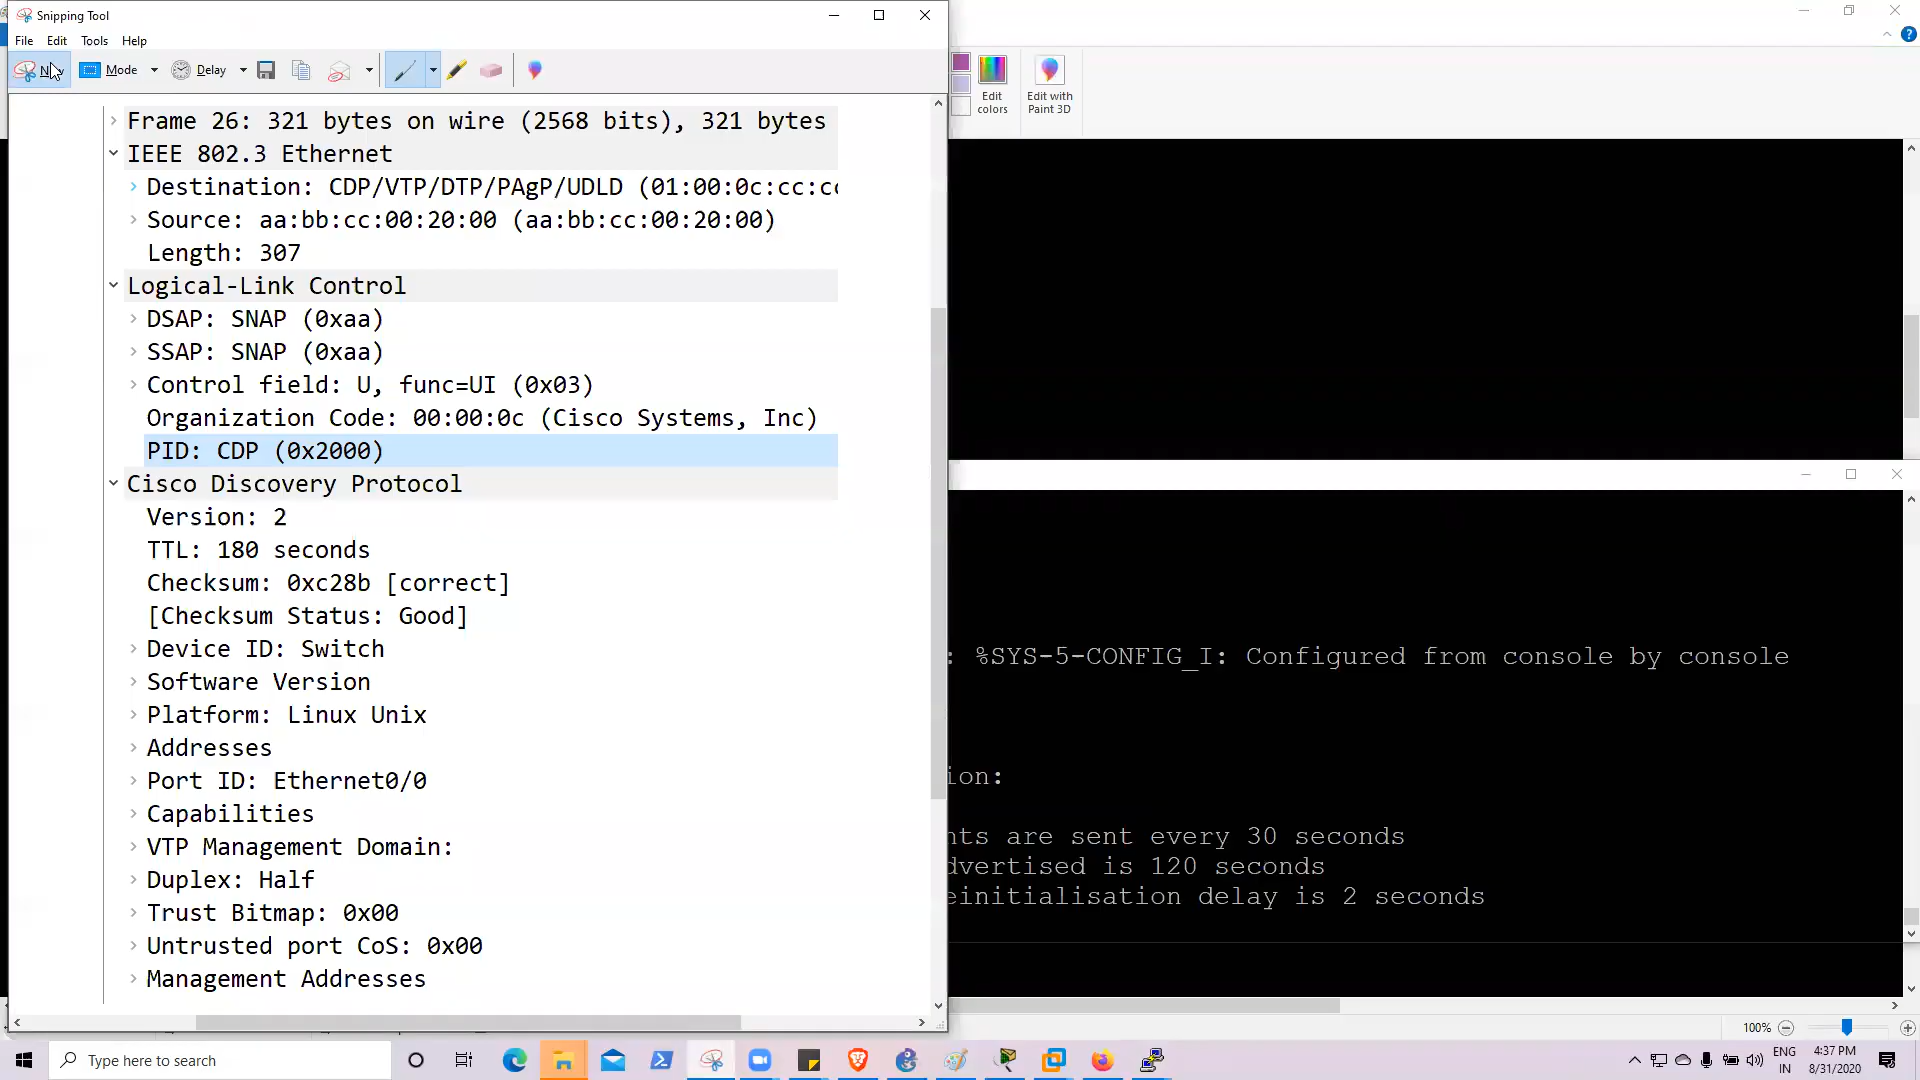 Snipping Tool
File Edit Tools Help
Mode Delay
Edit colors
Edit with Paint 3D
Frame 26: 321 bytes on wire (2568 bits), 321 bytes
IEEE 802.3 Ethernet
Destination: CDP/VTP/DTP/PAgP/UDLD (01:00:0c:cc:cc
Source: aa:bb:cc:00:20:00 (aa:bb:cc:00:20:00)
Length: 307
Logical-Link Control
DSAP: SNAP (0xaa)
SSAP: SNAP (0xaa)
Control field: U, func=UI (0x03)
Organization Code: 00:00:0c (Cisco Systems, Inc)
PID: CDP (0x2000)
Cisco Discovery Protocol
Version: 2
TTL: 180 seconds
Checksum: 0xc28b [correct]
[Checksum Status: Good]
Device ID: Switch
Software Version
Platform: Linux Unix
Addresses
Port ID: Ethernet0/0
Capabilities
VTP Management Domain:
Duplex: Half
Trust Bitmap: 0x00
Untrusted port CoS: 0x00
Management Addresses
: %SYS-5-CONFIG_I: Configured from console by console
ion:
nts are sent every 30 seconds
dvertised is 120 seconds
einitialisation delay is 2 seconds
100%
Type here to search
ENG
IN
4:37 PM
8/31/2020